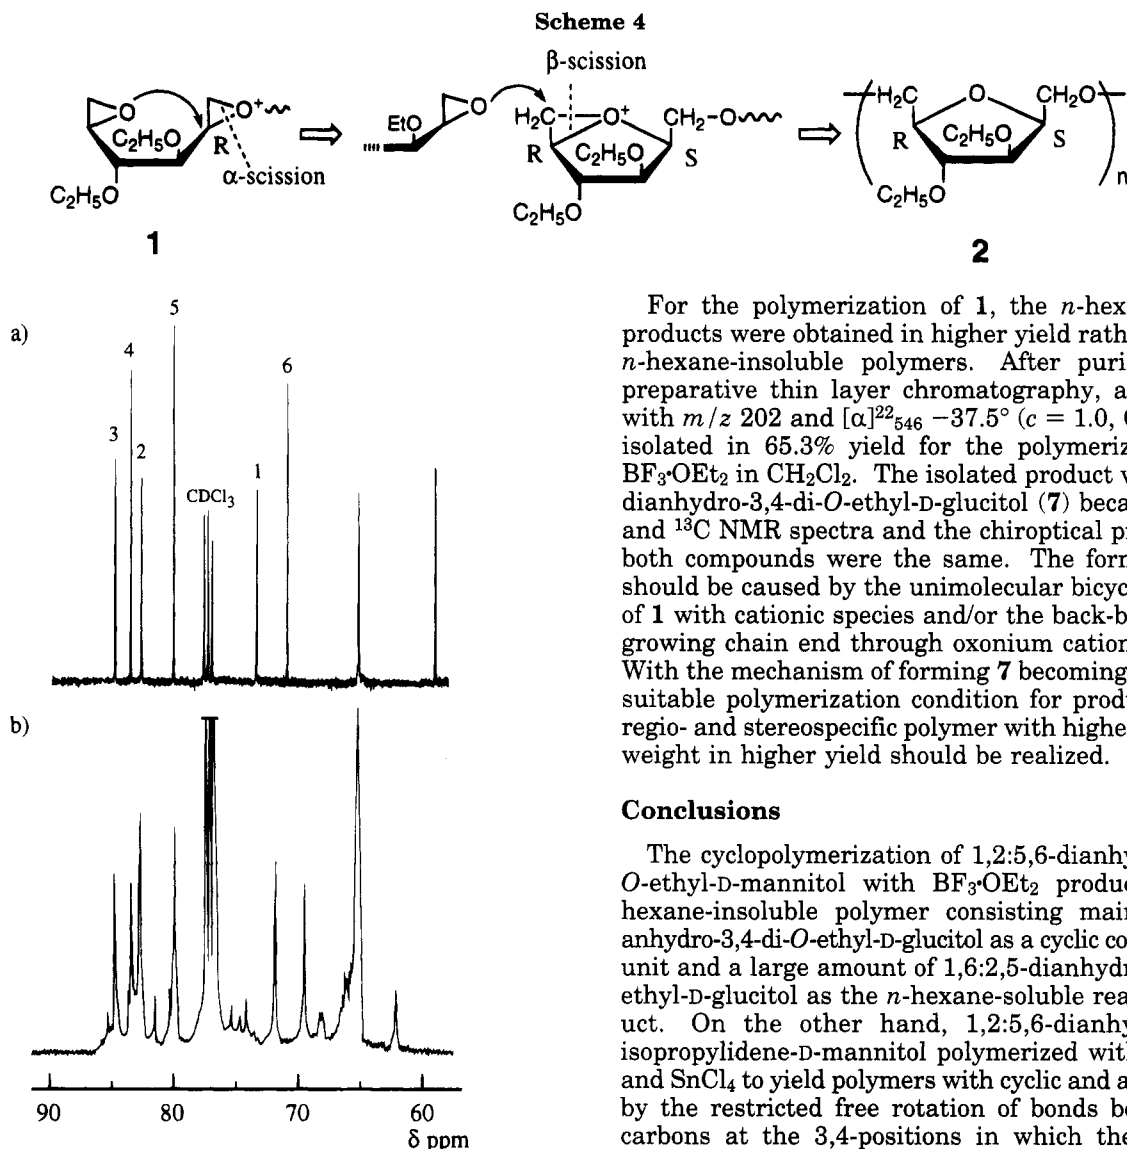 Scheme 4
β-scission
O
O⁺
C₂H₅O
R
α-scission
C₂H₅O
1
EtO
O
H₂C
O⁺
CH₂-O
R
C₂H₅O
S
C₂H₅O
H₂C
O
CH₂O
R
C₂H₅O
S
C₂H₅O
n
2
a)
5
4
6
3
2
1
CDCl₃
b)
90 80 70 60
δ ppm
For the polymerization of 1, the n-hex
products were obtained in higher yield rath
n-hexane-insoluble polymers. After puri
preparative thin layer chromatography, a
with m/z 202 and [α]²²₅₄₆ −37.5° (c = 1.0,
isolated in 65.3% yield for the polymeriz
BF₃·OEt₂ in CH₂Cl₂. The isolated product
dianhydro-3,4-di-O-ethyl-D-glucitol (7) beca
and ¹³C NMR spectra and the chiroptical p
both compounds were the same. The form
should be caused by the unimolecular bicyc
of 1 with cationic species and/or the back-b
growing chain end through oxonium cation
With the mechanism of forming 7 becoming
suitable polymerization condition for prod
regio- and stereospecific polymer with highe
weight in higher yield should be realized.
Conclusions
The cyclopolymerization of 1,2:5,6-dianhy
O-ethyl-D-mannitol with BF₃·OEt₂ produc
hexane-insoluble polymer consisting main
anhydro-3,4-di-O-ethyl-D-glucitol as a cyclic co
unit and a large amount of 1,6:2,5-dianhydr
ethyl-D-glucitol as the n-hexane-soluble rea
uct. On the other hand, 1,2:5,6-dianhy
isopropylidene-D-mannitol polymerized with
and SnCl₄ to yield polymers with cyclic and a
by the restricted free rotation of bonds be
carbons at the 3,4-positions in which the